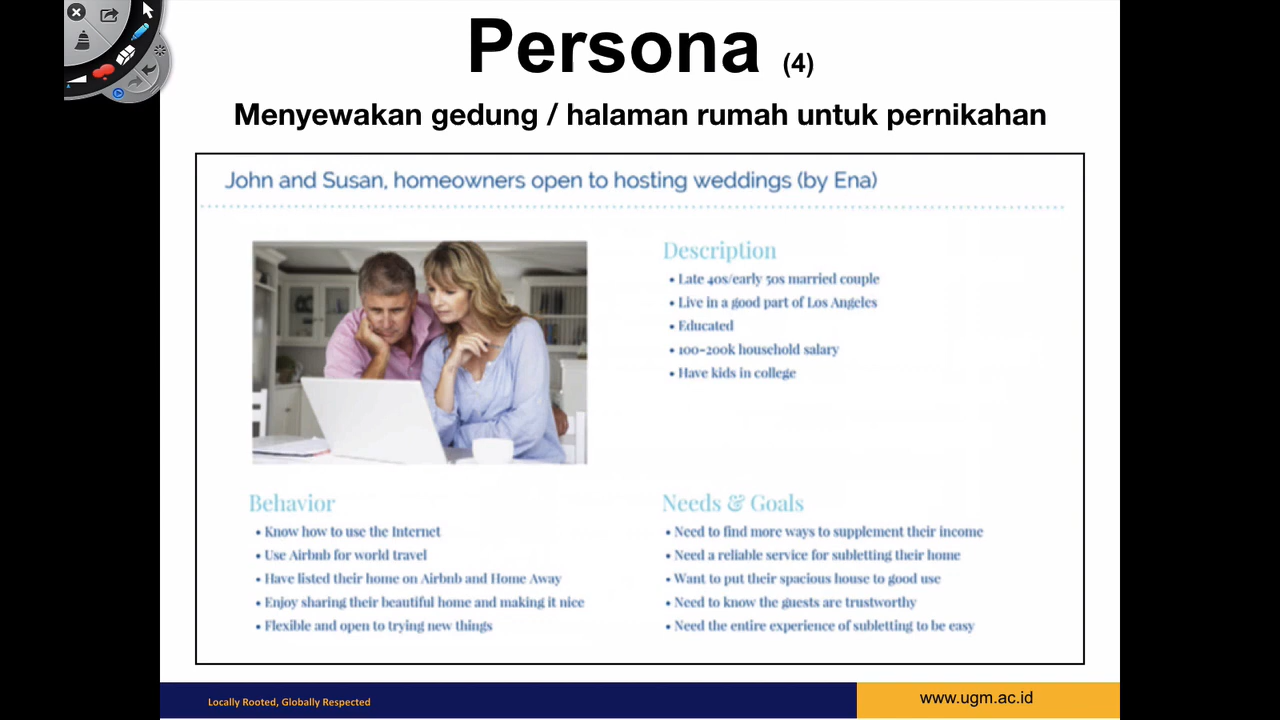 Persona (4)
Menyewakan gedung / halaman rumah untuk pernikahan
John and Susan, homeowners open to hosting weddings (by Ena)
Description
• Late 40s/early 50s married couple
• Live in a good part of Los Angeles
• Educated
• 100-200k household salary
• Have kids in college
Behavior
• Know how to use the Internet
• Use Airbnb for world travel
• Have listed their home on Airbnb and Home Away
• Enjoy sharing their beautiful home and making it nice
• Flexible and open to trying new things
Needs & Goals
• Need to find more ways to supplement their income
• Need a reliable service for subletting their home
• Want to put their spacious house to good use
• Need to know the guests are trustworthy
• Need the entire experience of subletting to be easy
Locally Rooted, Globally Respected
www.ugm.ac.id